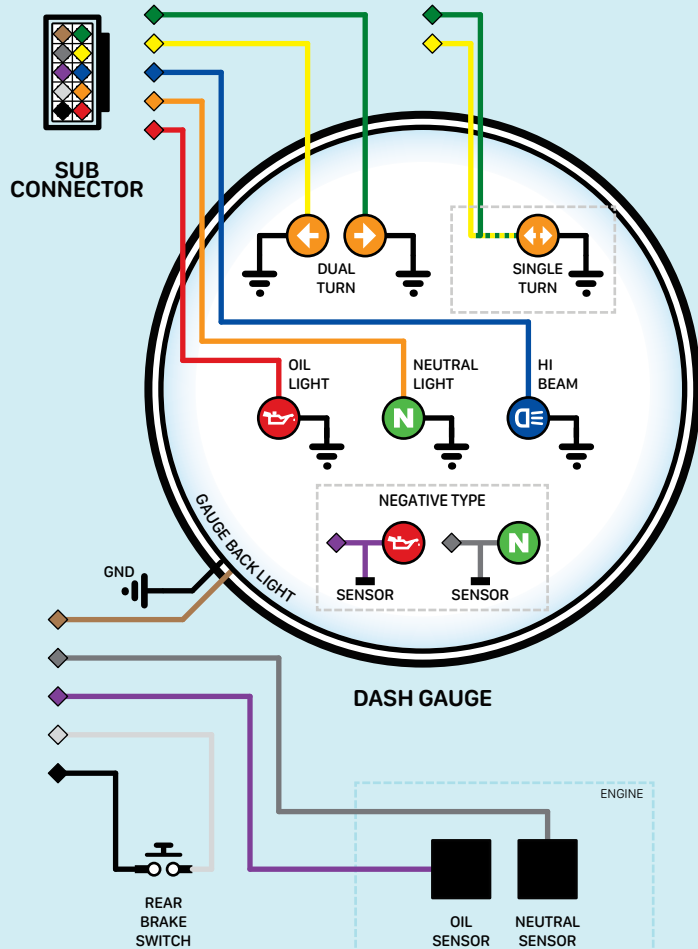 SUB
CONNECTOR
DUAL
TURN
SINGLE
TURN
OIL
LIGHT
NEUTRAL
LIGHT
HI
BEAM
N
NEGATIVE TYPE
N
SENSOR
SENSOR
GAUGE BACK LIGHT
GND
DASH GAUGE
ENGINE
REAR
BRAKE
SWITCH
OIL
SENSOR
NEUTRAL
SENSOR